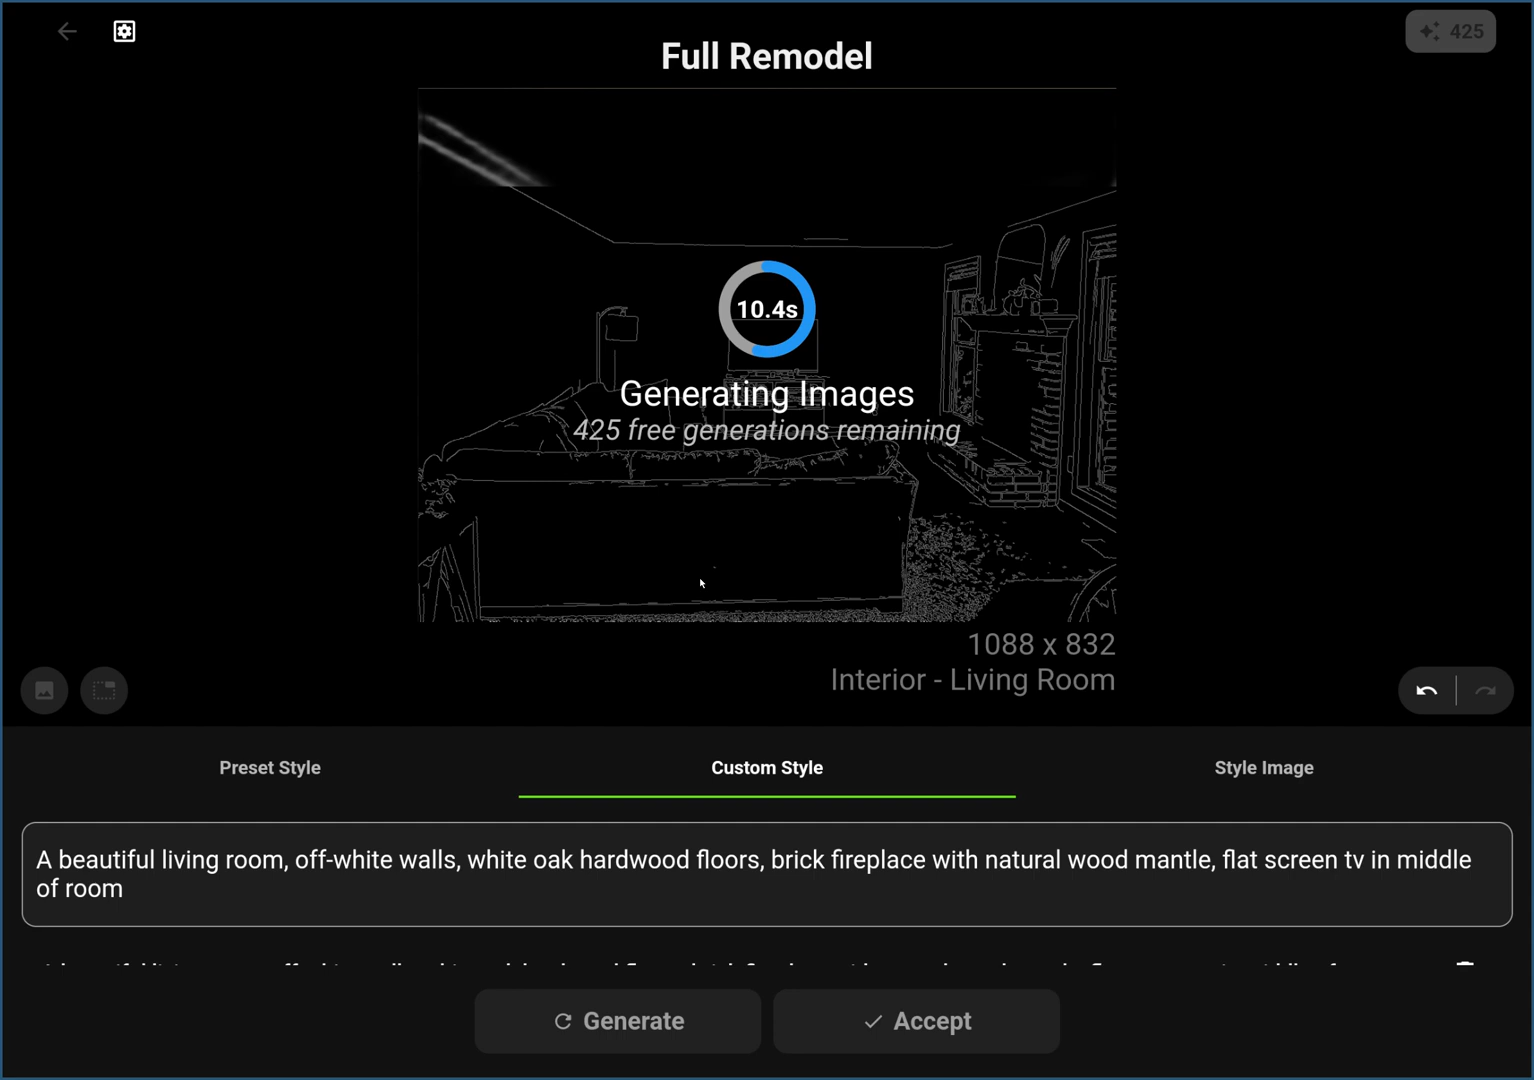 425
Full Remodel
10.4s
Generating Images
425 free generations remaining
1088 x 832
Interior - Living Room
Preset Style
Custom Style
Style Image
A beautiful living room, off-white walls, white oak hardwood floors, brick fireplace with natural wood mantle, flat screen tv in middle
of room
Generate
Accept